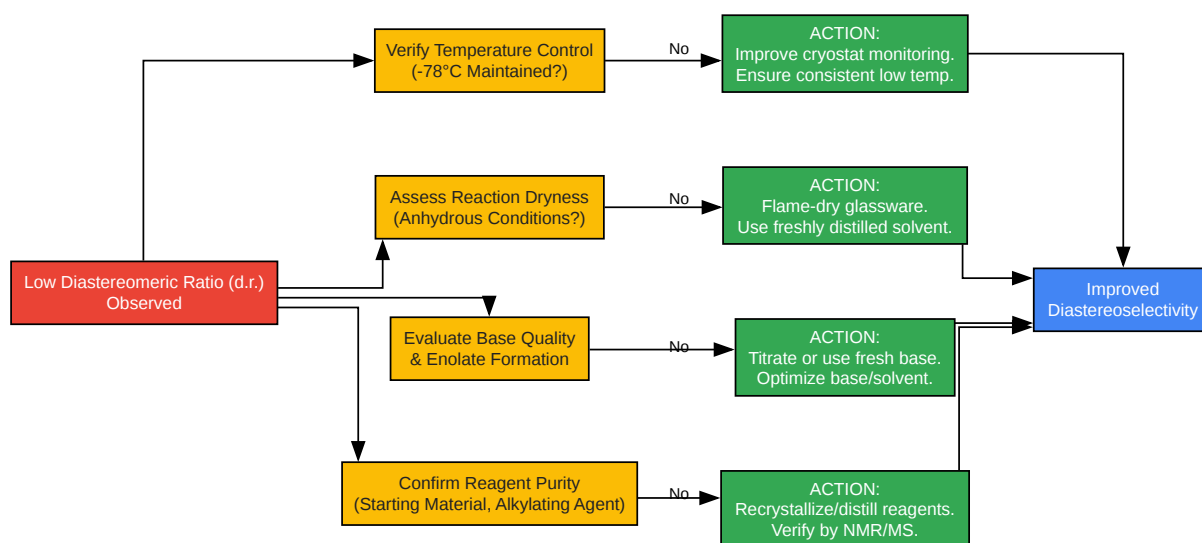 Verify Temperature Control
(-78°C Maintained?)
No
ACTION:
Improve cryostat monitoring.
Ensure consistent low temp.
Assess Reaction Dryness
(Anhydrous Conditions?)
No
ACTION:
Flame-dry glassware.
Use freshly distilled solvent.
Low Diastereomeric Ratio (d.r.)
Observed
Improved
Diastereoselectivity
Evaluate Base Quality
& Enolate Formation
No
ACTION:
Titrate or use fresh base.
Optimize base/solvent.
Confirm Reagent Purity
(Starting Material, Alkylating Agent)
No
ACTION:
Recrystallize/distill reagents.
Verify by NMR/MS.